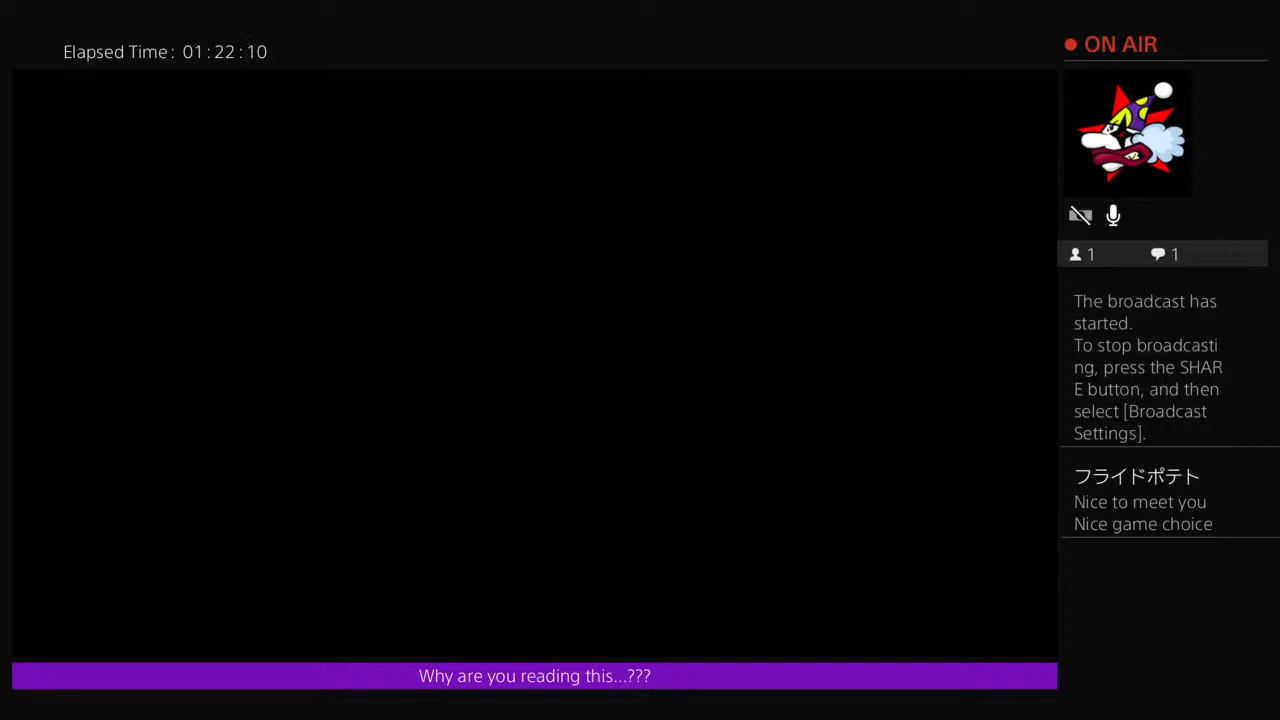 Elapsed Time: 01:22:10
ON AIR
1
1
The broadcast has
started.
To stop broadcasti
ng, press the SHAR
E button, and then
select [Broadcast
Settings].
フライドポテト
Nice to meet you
Nice game choice
Why are you reading this...???